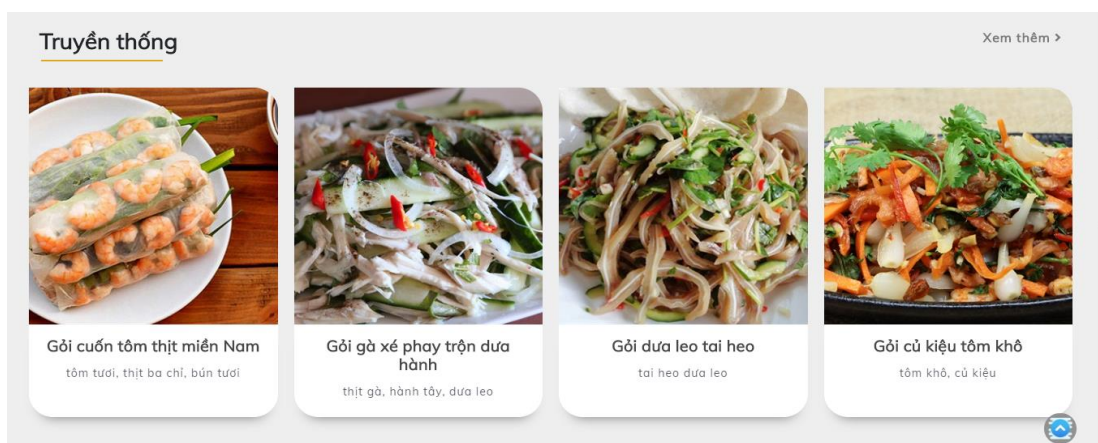 Truyền thống
Xem thêm >
Gỏi cuốn tôm thịt miền Nam
tôm tươi, thịt ba chỉ, bún tươi
Gỏi gà xé phay trộn dưa
hành
thịt gà, hành tây, dưa leo
Gỏi dưa leo tai heo
tai heo dưa leo
Gỏi củ kiệu tôm khô
tôm khô, củ kiệu